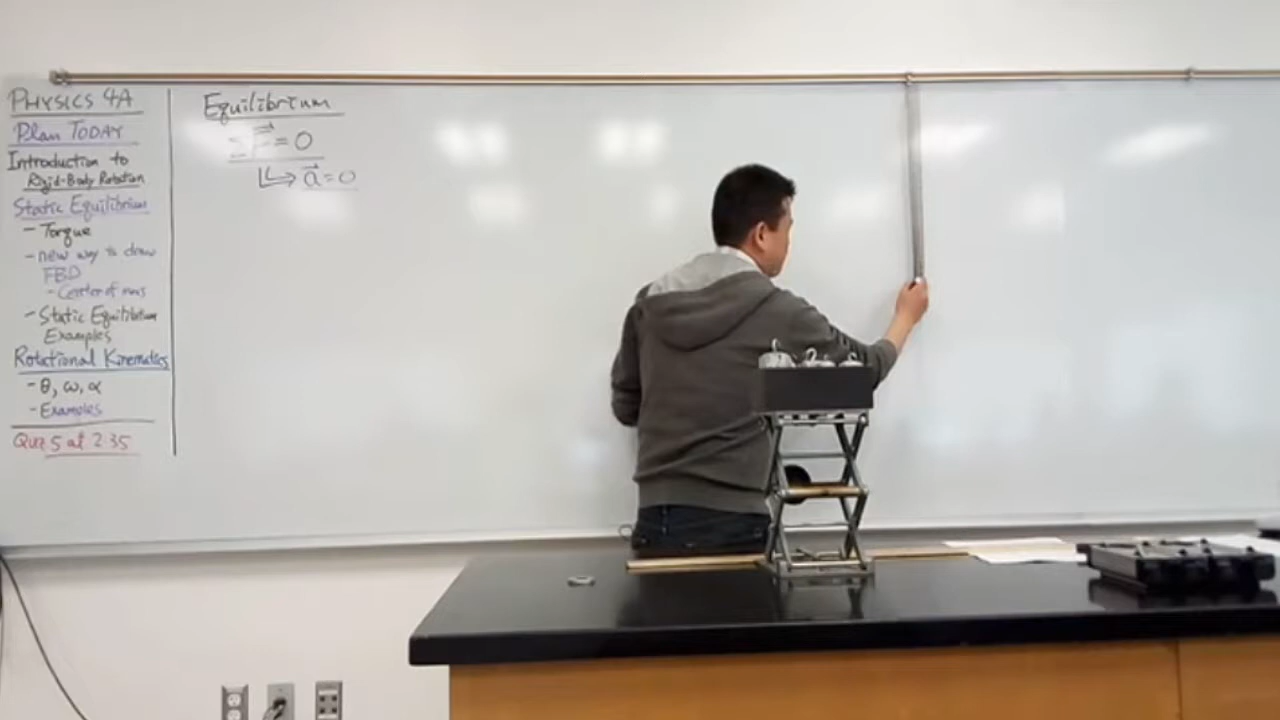 PHYSICS 4A
Plan TODAY
Introduction to
Rigid-Body Rotation
Static Equilibrium
- Torque
- new way to draw
FBD
- Center of mass
- Static Equilibrium
Examples
Rotational Kinematics
- θ, ω, α
- Examples
Quiz 5 at 2:35
Equilibrium
ΣF⃗ = 0
↳ a⃗ = 0